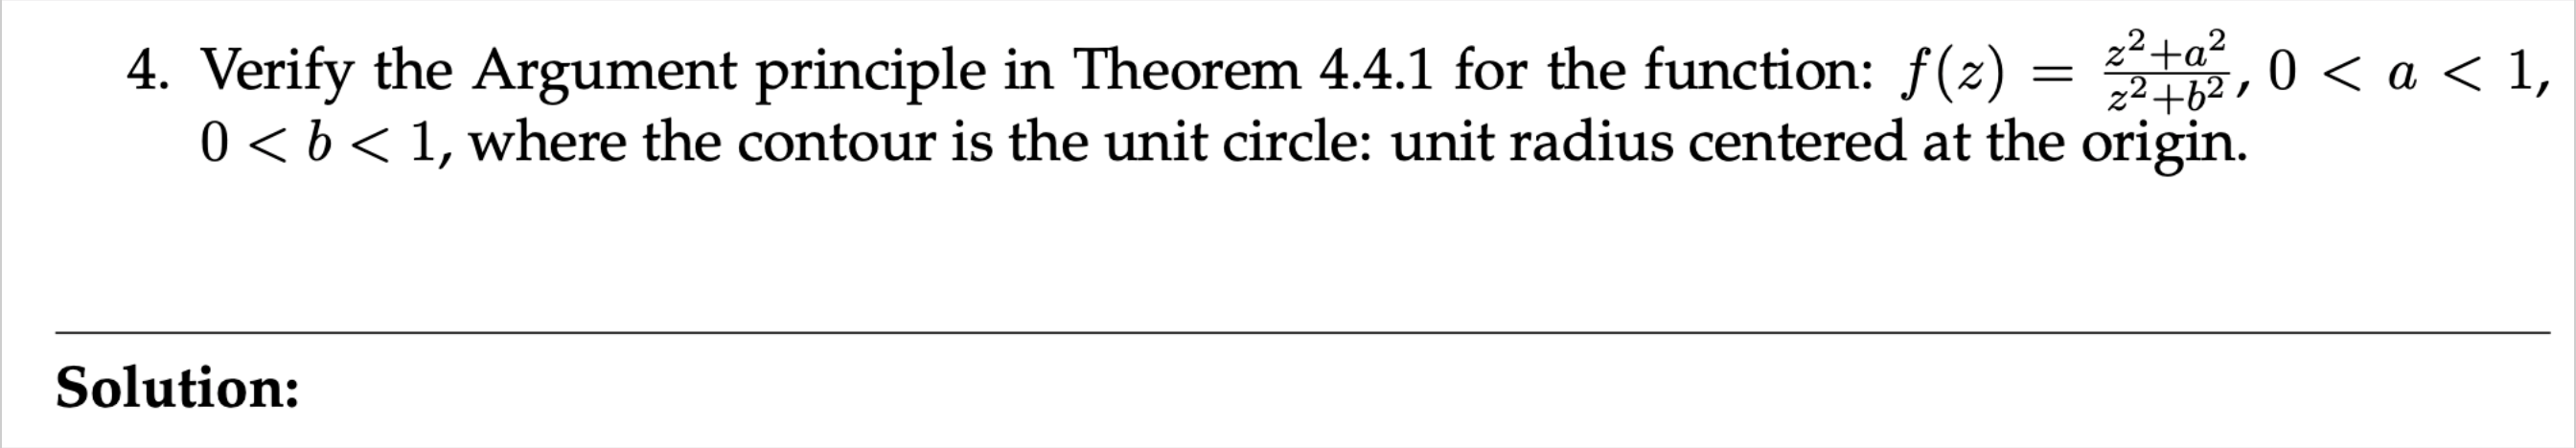 4. Verify the Argument principle in Theorem 4.4.1 for the function: $f(z) = \frac{z^2+a^2}{z^2+b^2}, 0 < a < 1,$
$0 < b < 1$, where the contour is the unit circle: unit radius centered at the origin.
Solution: